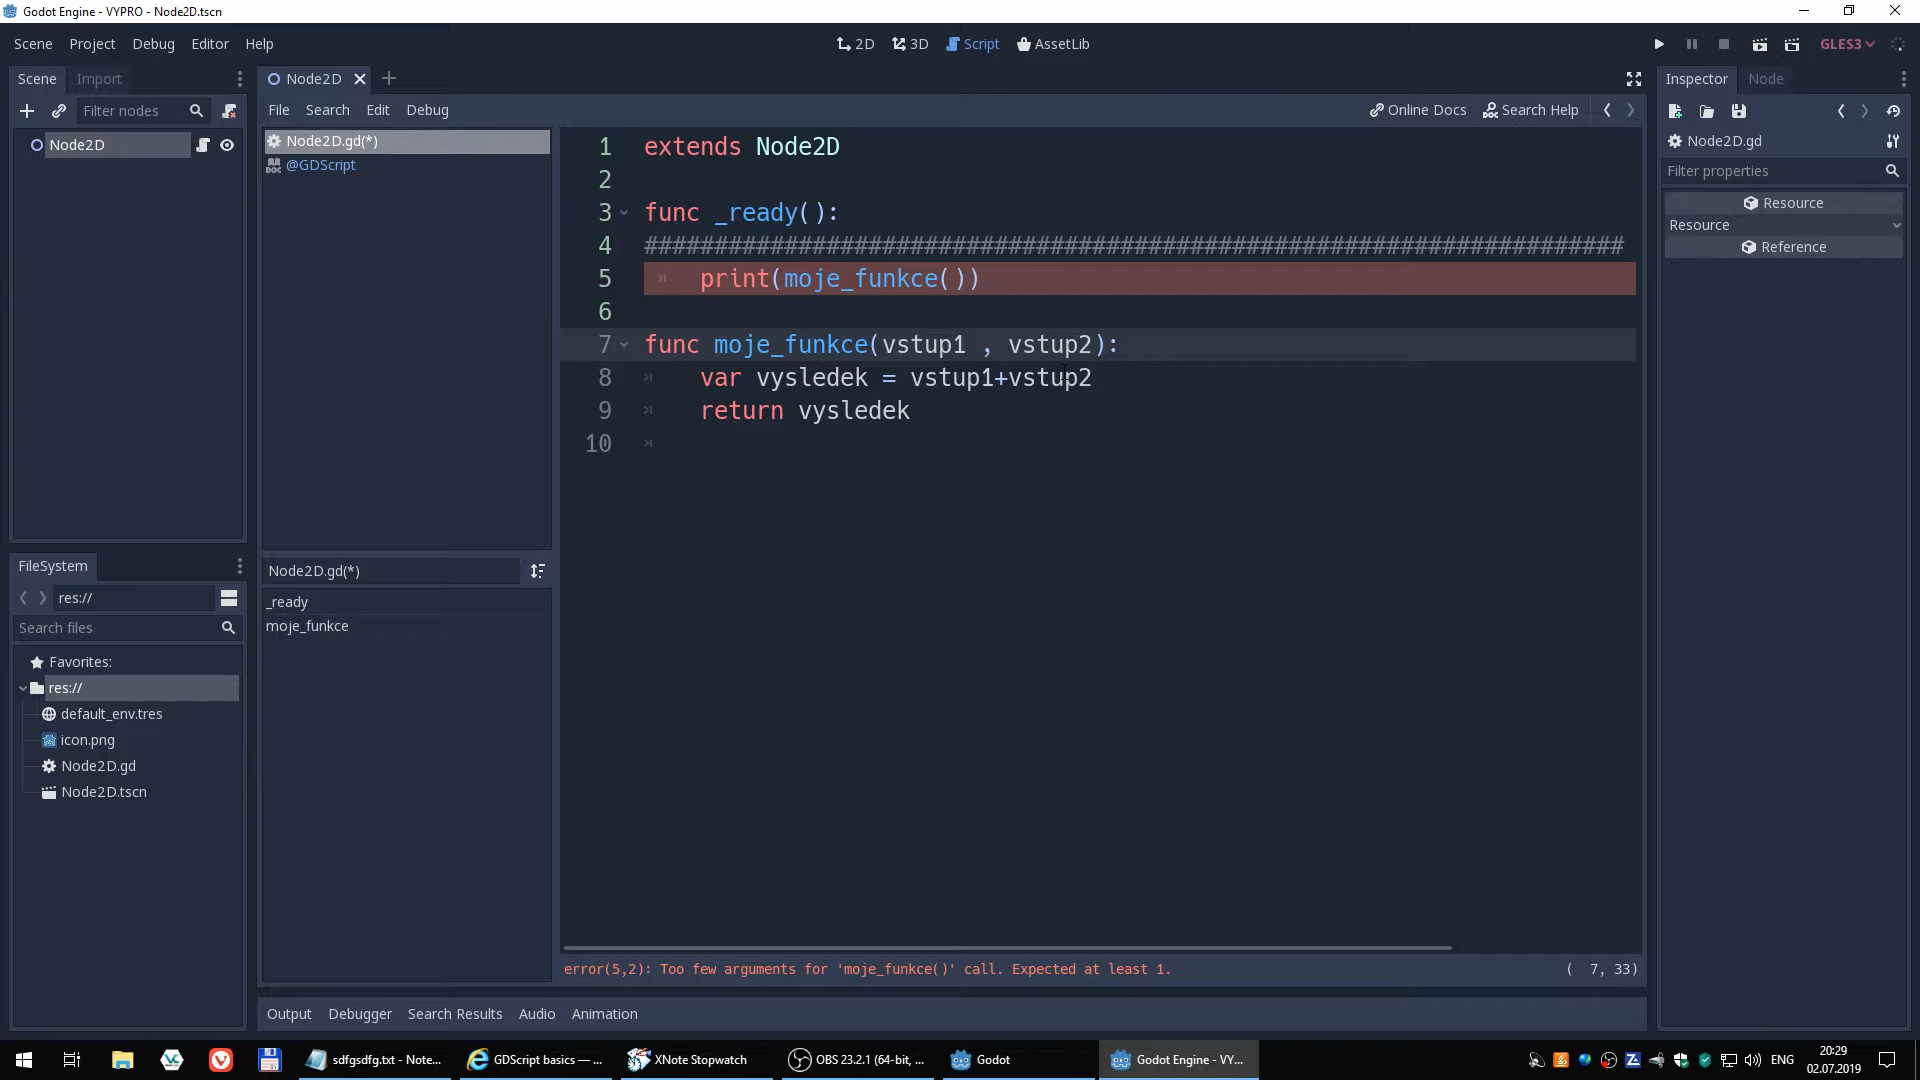 Godot Engine - VYPRO - Node2D.tscn
Scene Project Debug Editor Help
2D 3D Script AssetLib
GLES3
Scene Import
Node2D
Inspector Node
Filter nodes
File Search Edit Debug
Online Docs Search Help
Node2D
Node2D.gd(*)
@GDScript
1 extends Node2D
2
3 func _ready():
4 ######################################################################
5 print(moje_funkce())
6
7 func moje_funkce(vstup1 , vstup2):
8 var vysledek = vstup1+vstup2
9 return vysledek
10
Node2D.gd
Filter properties
Resource
Resource
Reference
FileSystem
res://
Search files
Favorites:
res://
default_env.tres
icon.png
Node2D.gd
Node2D.tscn
Node2D.gd(*)
_ready
moje_funkce
error(5,2): Too few arguments for 'moje_funkce()' call. Expected at least 1.
( 7, 33)
Output Debugger Search Results Audio Animation
sdfgsdfg.txt - Note...
GDScript basics — ...
XNote Stopwatch
OBS 23.2.1 (64-bit, ...
Godot
Godot Engine - VY...
ENG
20:29
02.07.2019